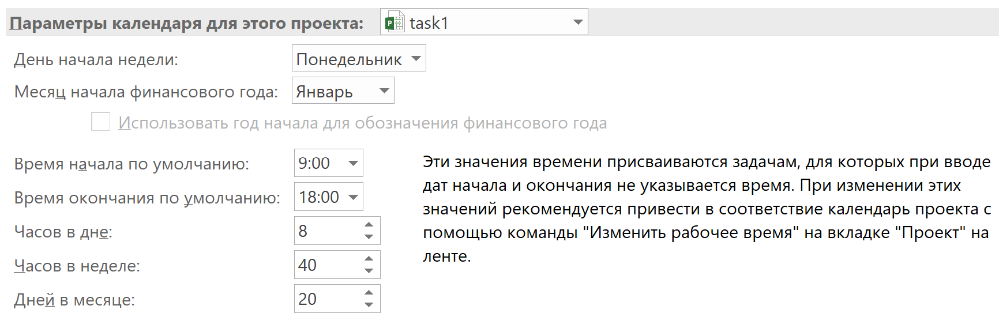 Параметры календаря для этого проекта: task1
День начала недели: Понедельник
Месяц начала финансового года: Январь
Использовать год начала для обозначения финансового года
Время начала по умолчанию: 9:00
Время окончания по умолчанию: 18:00
Часов в дне: 8
Часов в неделе: 40
Дней в месяце: 20
Эти значения времени присваиваются задачам, для которых при вводе
дат начала и окончания не указывается время. При изменении этих
значений рекомендуется привести в соответствие календарь проекта с
помощью команды "Изменить рабочее время" на вкладке "Проект" на
ленте.